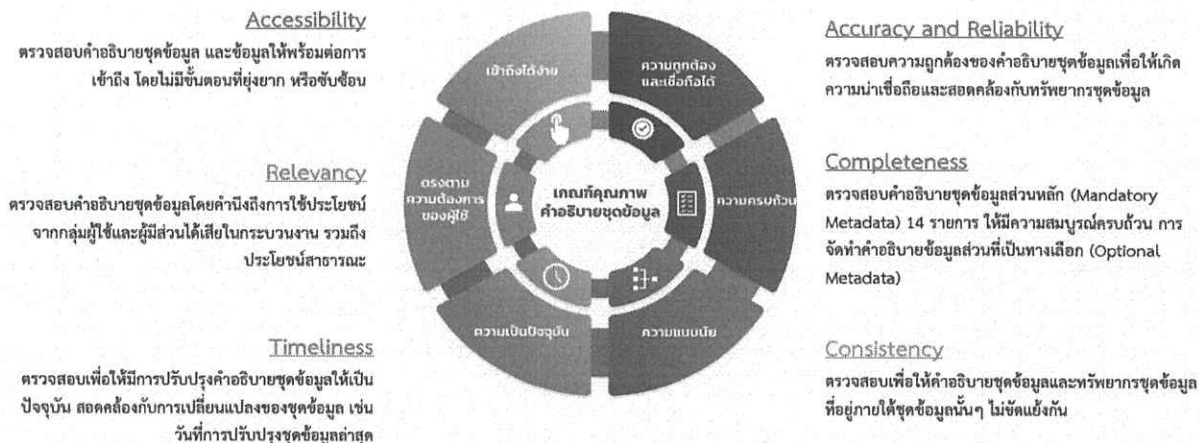 Accessibility
ตรวจสอบคำอธิบายชุดข้อมูล และข้อมูลให้พร้อมต่อการ
เข้าถึง โดยไม่มีขั้นตอนที่ยุ่งยาก หรือซับซ้อน
Relevancy
ตรวจสอบคำอธิบายชุดข้อมูลโดยคำนึงถึงการใช้ประโยชน์
จากกลุ่มผู้ใช้และผู้มีส่วนได้เสียในกระบวนงาน รวมถึง
ประโยชน์สาธารณะ
Timeliness
ตรวจสอบเพื่อให้มีการปรับปรุงคำอธิบายชุดข้อมูลให้เป็น
ปัจจุบัน สอดคล้องกับการเปลี่ยนแปลงของชุดข้อมูล เช่น
วันที่การปรับปรุงชุดข้อมูลล่าสุด
เข้าถึงได้ง่าย
ความถูกต้อง
และเชื่อถือได้
ตรงตาม
ความต้องการ
ของผู้ใช้
เกณฑ์คุณภาพ
คำอธิบายชุดข้อมูล
ความครบถ้วน
ความเป็นปัจจุบัน
ความแนบนัย
Accuracy and Reliability
ตรวจสอบความถูกต้องของคำอธิบายชุดข้อมูลเพื่อให้เกิด
ความน่าเชื่อถือและสอดคล้องกับทรัพยากรชุดข้อมูล
Completeness
ตรวจสอบคำอธิบายชุดข้อมูลส่วนหลัก (Mandatory
Metadata) 14 รายการ ให้มีความสมบูรณ์ครบถ้วน การ
จัดทำคำอธิบายข้อมูลส่วนที่เป็นทางเลือก (Optional
Metadata)
Consistency
ตรวจสอบเพื่อให้คำอธิบายชุดข้อมูลและทรัพยากรชุดข้อมูล
ที่อยู่ภายใต้ชุดข้อมูลนั้นๆ ไม่ขัดแย้งกัน